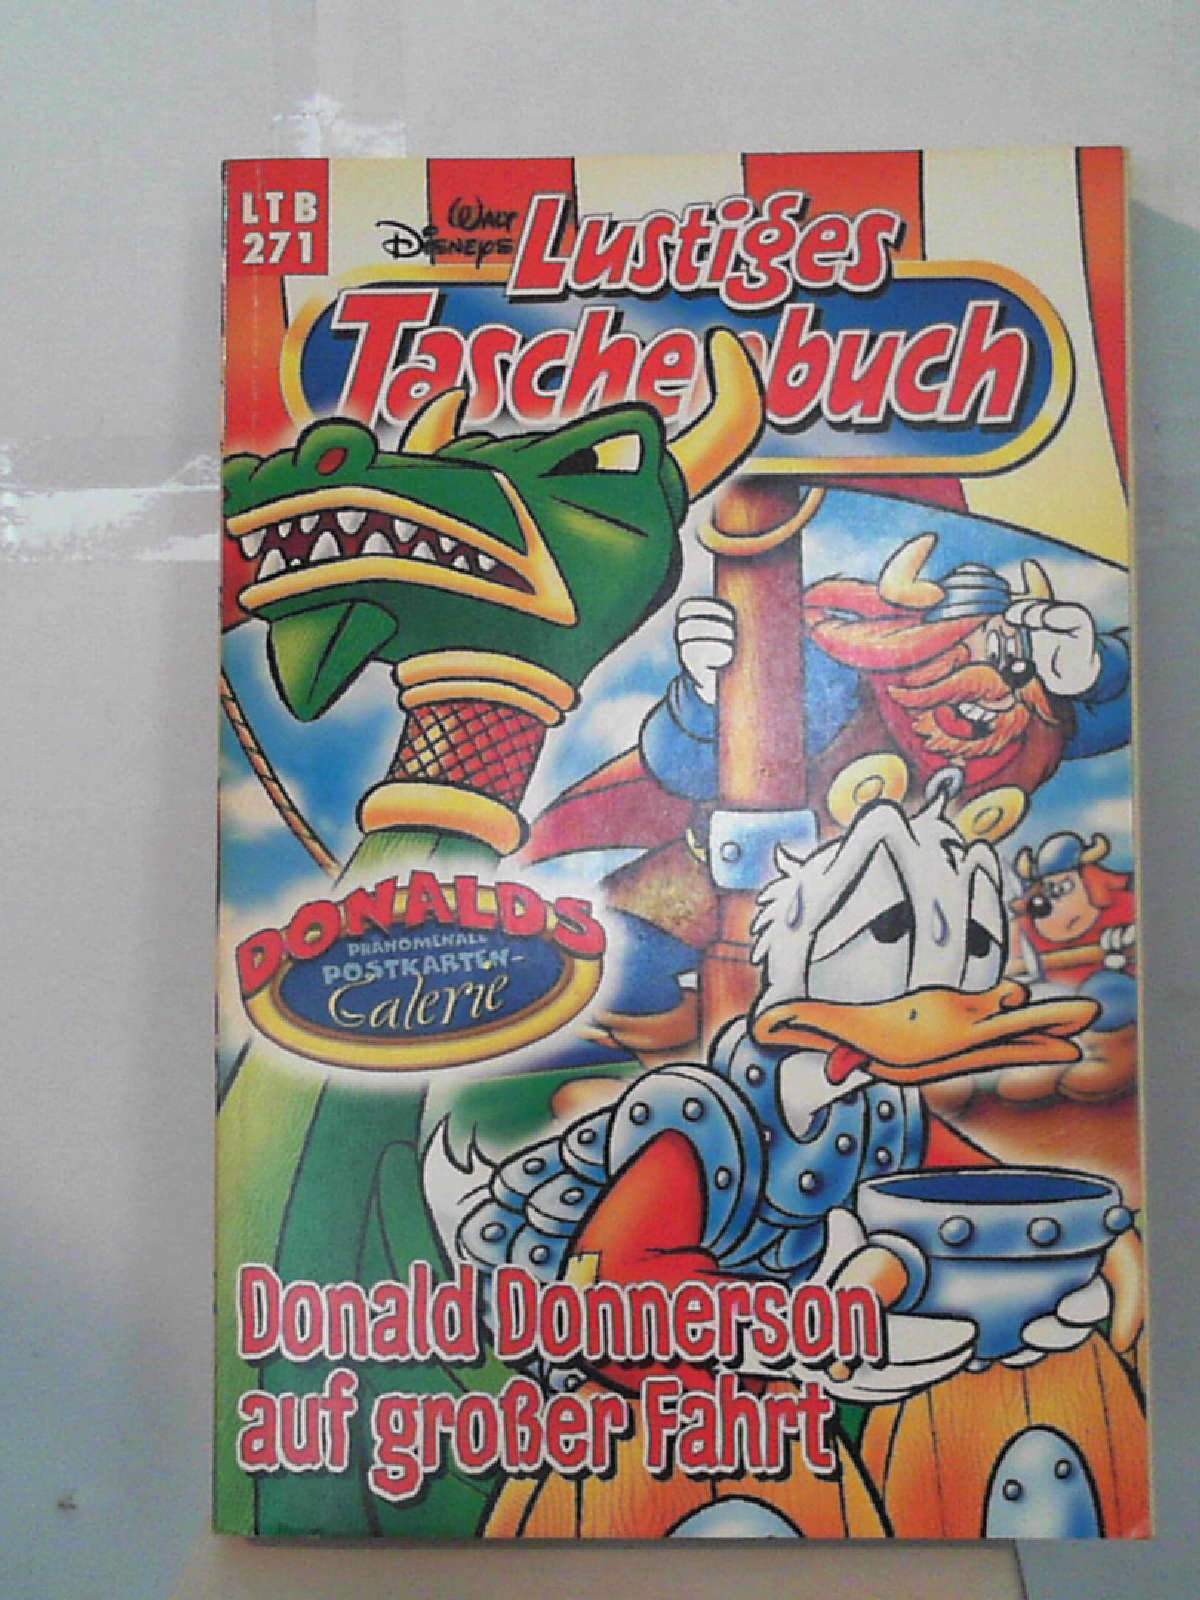 LTB
271
Walt
Disneys
Lustiges
Taschenbuch
DONALDS
PHÄNOMENALE
POSTKARTEN-
Galerie
Donald Donnerson
auf großer Fahrt